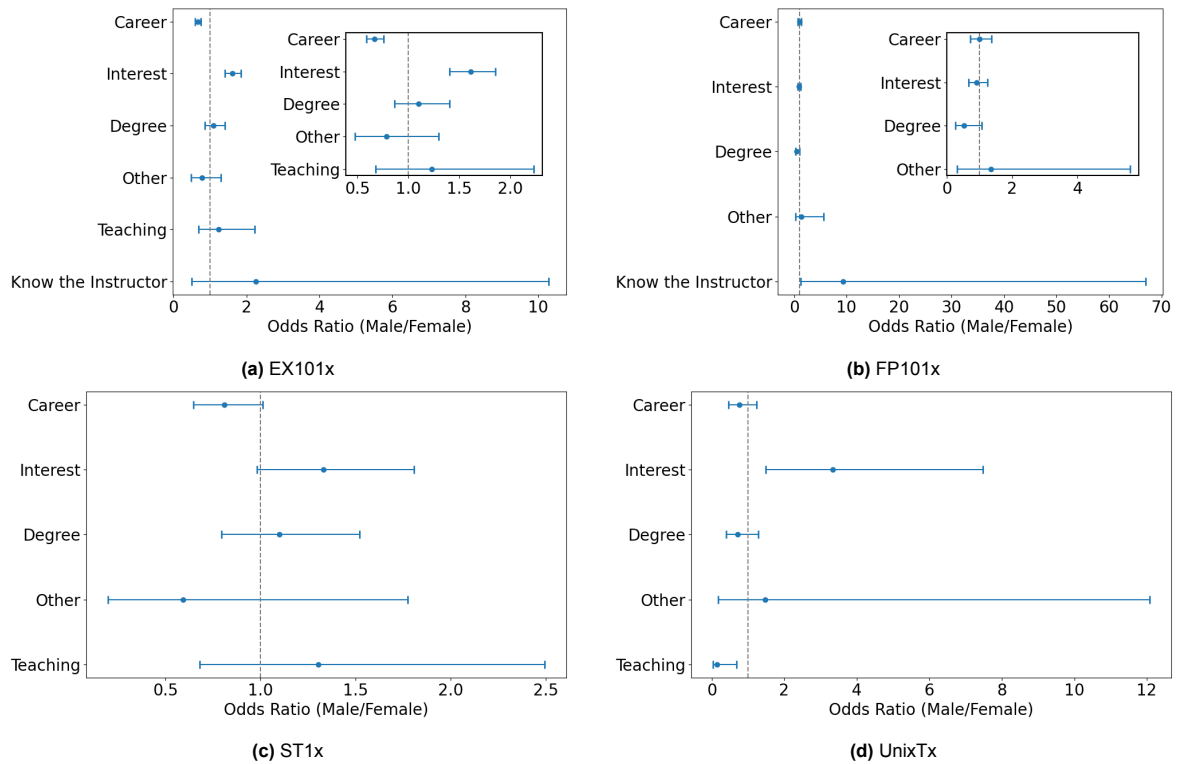 Career
Interest
Degree
Other
Teaching
Know the Instructor
0 2 4 6 8 10
Odds Ratio (Male/Female)
Career
Interest
Degree
Other
Teaching
0.5 1.0 1.5 2.0
(a) EX101x
Career
Interest
Degree
Other
Know the Instructor
0 10 20 30 40 50 60 70
Odds Ratio (Male/Female)
Career
Interest
Degree
Other
0 2 4
(b) FP101x
Career
Interest
Degree
Other
Teaching
0.5 1.0 1.5 2.0 2.5
Odds Ratio (Male/Female)
(c) ST1x
Career
Interest
Degree
Other
Teaching
0 2 4 6 8 10 12
Odds Ratio (Male/Female)
(d) UnixTx